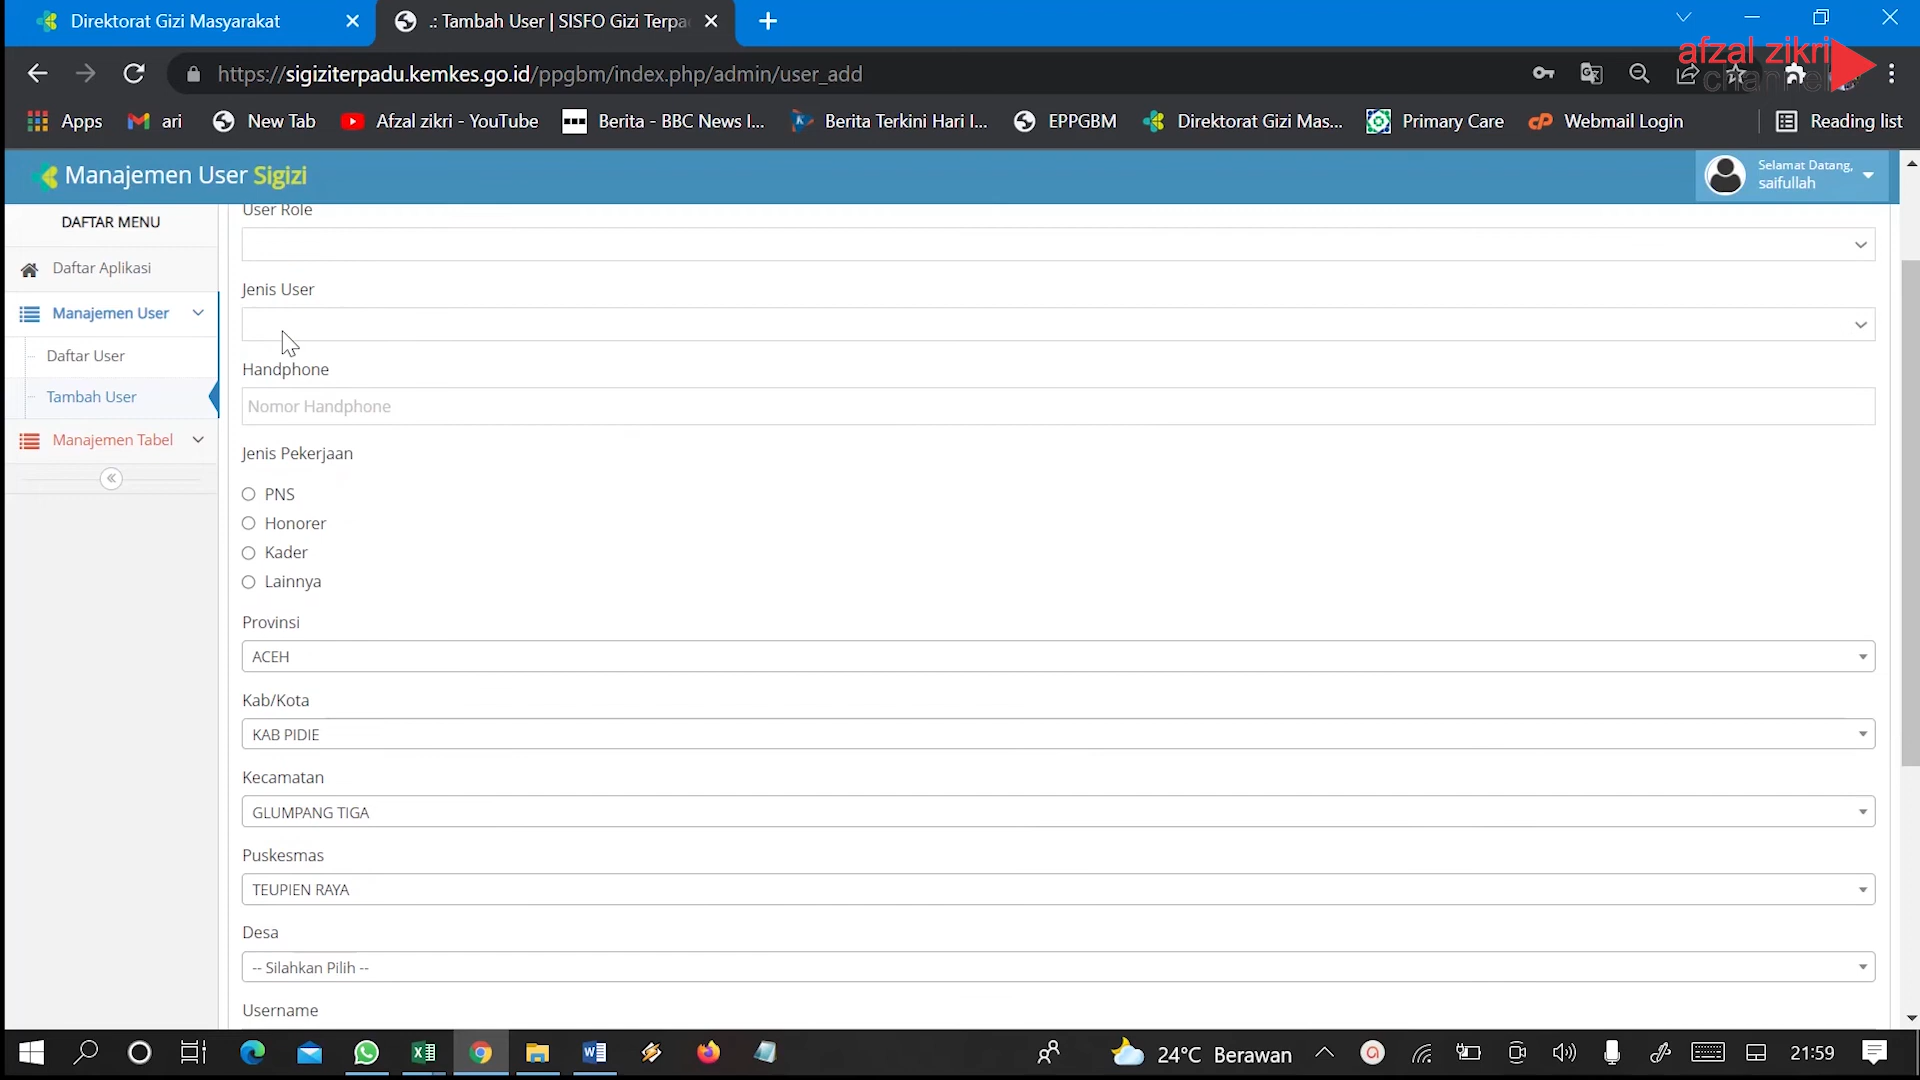 Direktorat Gizi Masyarakat
.: Tambah User | SISFO Gizi Terpa
afzal zikri
channel
https://sigiziterpadu.kemkes.go.id/ppgbm/index.php/admin/user_add
Apps
ari
New Tab
Afzal zikri - YouTube
Berita - BBC News I...
Berita Terkini Hari I...
EPPGBM
Direktorat Gizi Mas...
Primary Care
Webmail Login
Reading list
Manajemen User Sigizi
Selamat Datang,
saifullah
DAFTAR MENU
Daftar Aplikasi
Manajemen User
Daftar User
Tambah User
Manajemen Tabel
User Role
Jenis User
Handphone
Nomor Handphone
Jenis Pekerjaan
PNS
Honorer
Kader
Lainnya
Provinsi
ACEH
Kab/Kota
KAB PIDIE
Kecamatan
GLUMPANG TIGA
Puskesmas
TEUPIEN RAYA
Desa
-- Silahkan Pilih --
Username
24°C Berawan
21:59